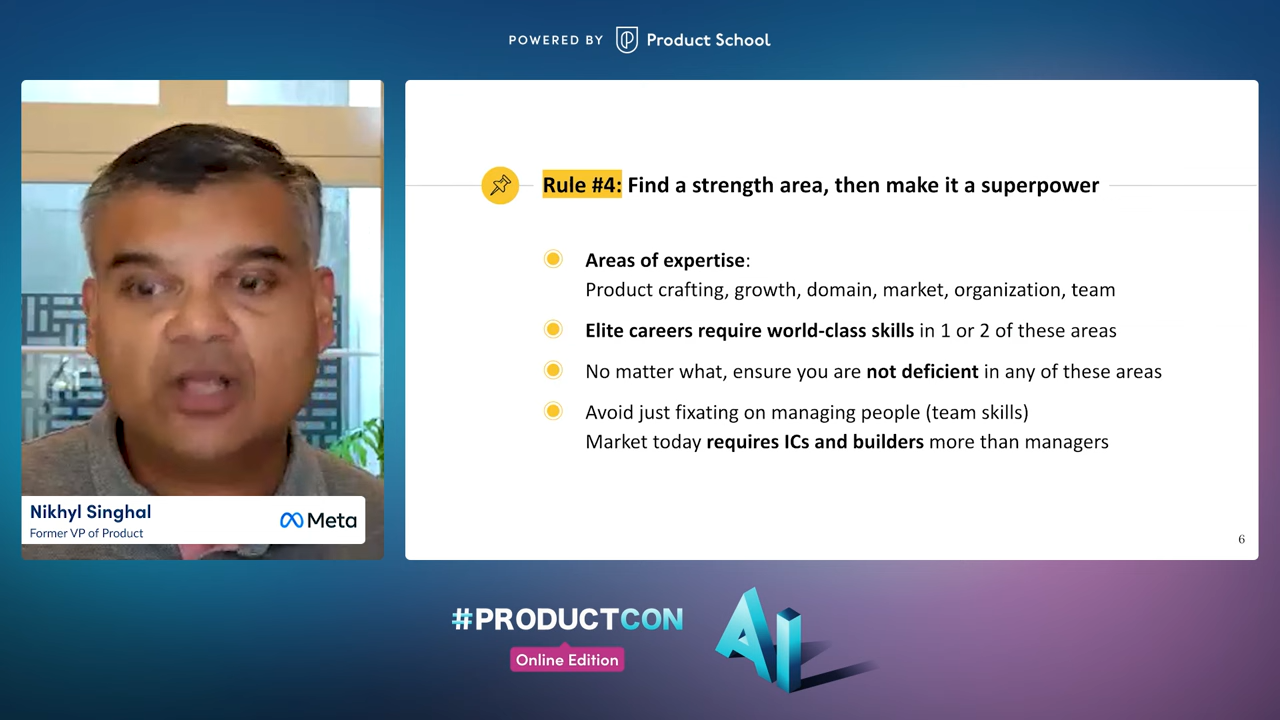 POWERED BY Product School
Rule #4: Find a strength area, then make it a superpower
Areas of expertise:
Product crafting, growth, domain, market, organization, team
Elite careers require world-class skills in 1 or 2 of these areas
No matter what, ensure you are not deficient in any of these areas
Avoid just fixating on managing people (team skills)
Market today requires ICs and builders more than managers
6
Nikhyl Singhal
Former VP of Product
Meta
#PRODUCTCON
Online Edition
AI